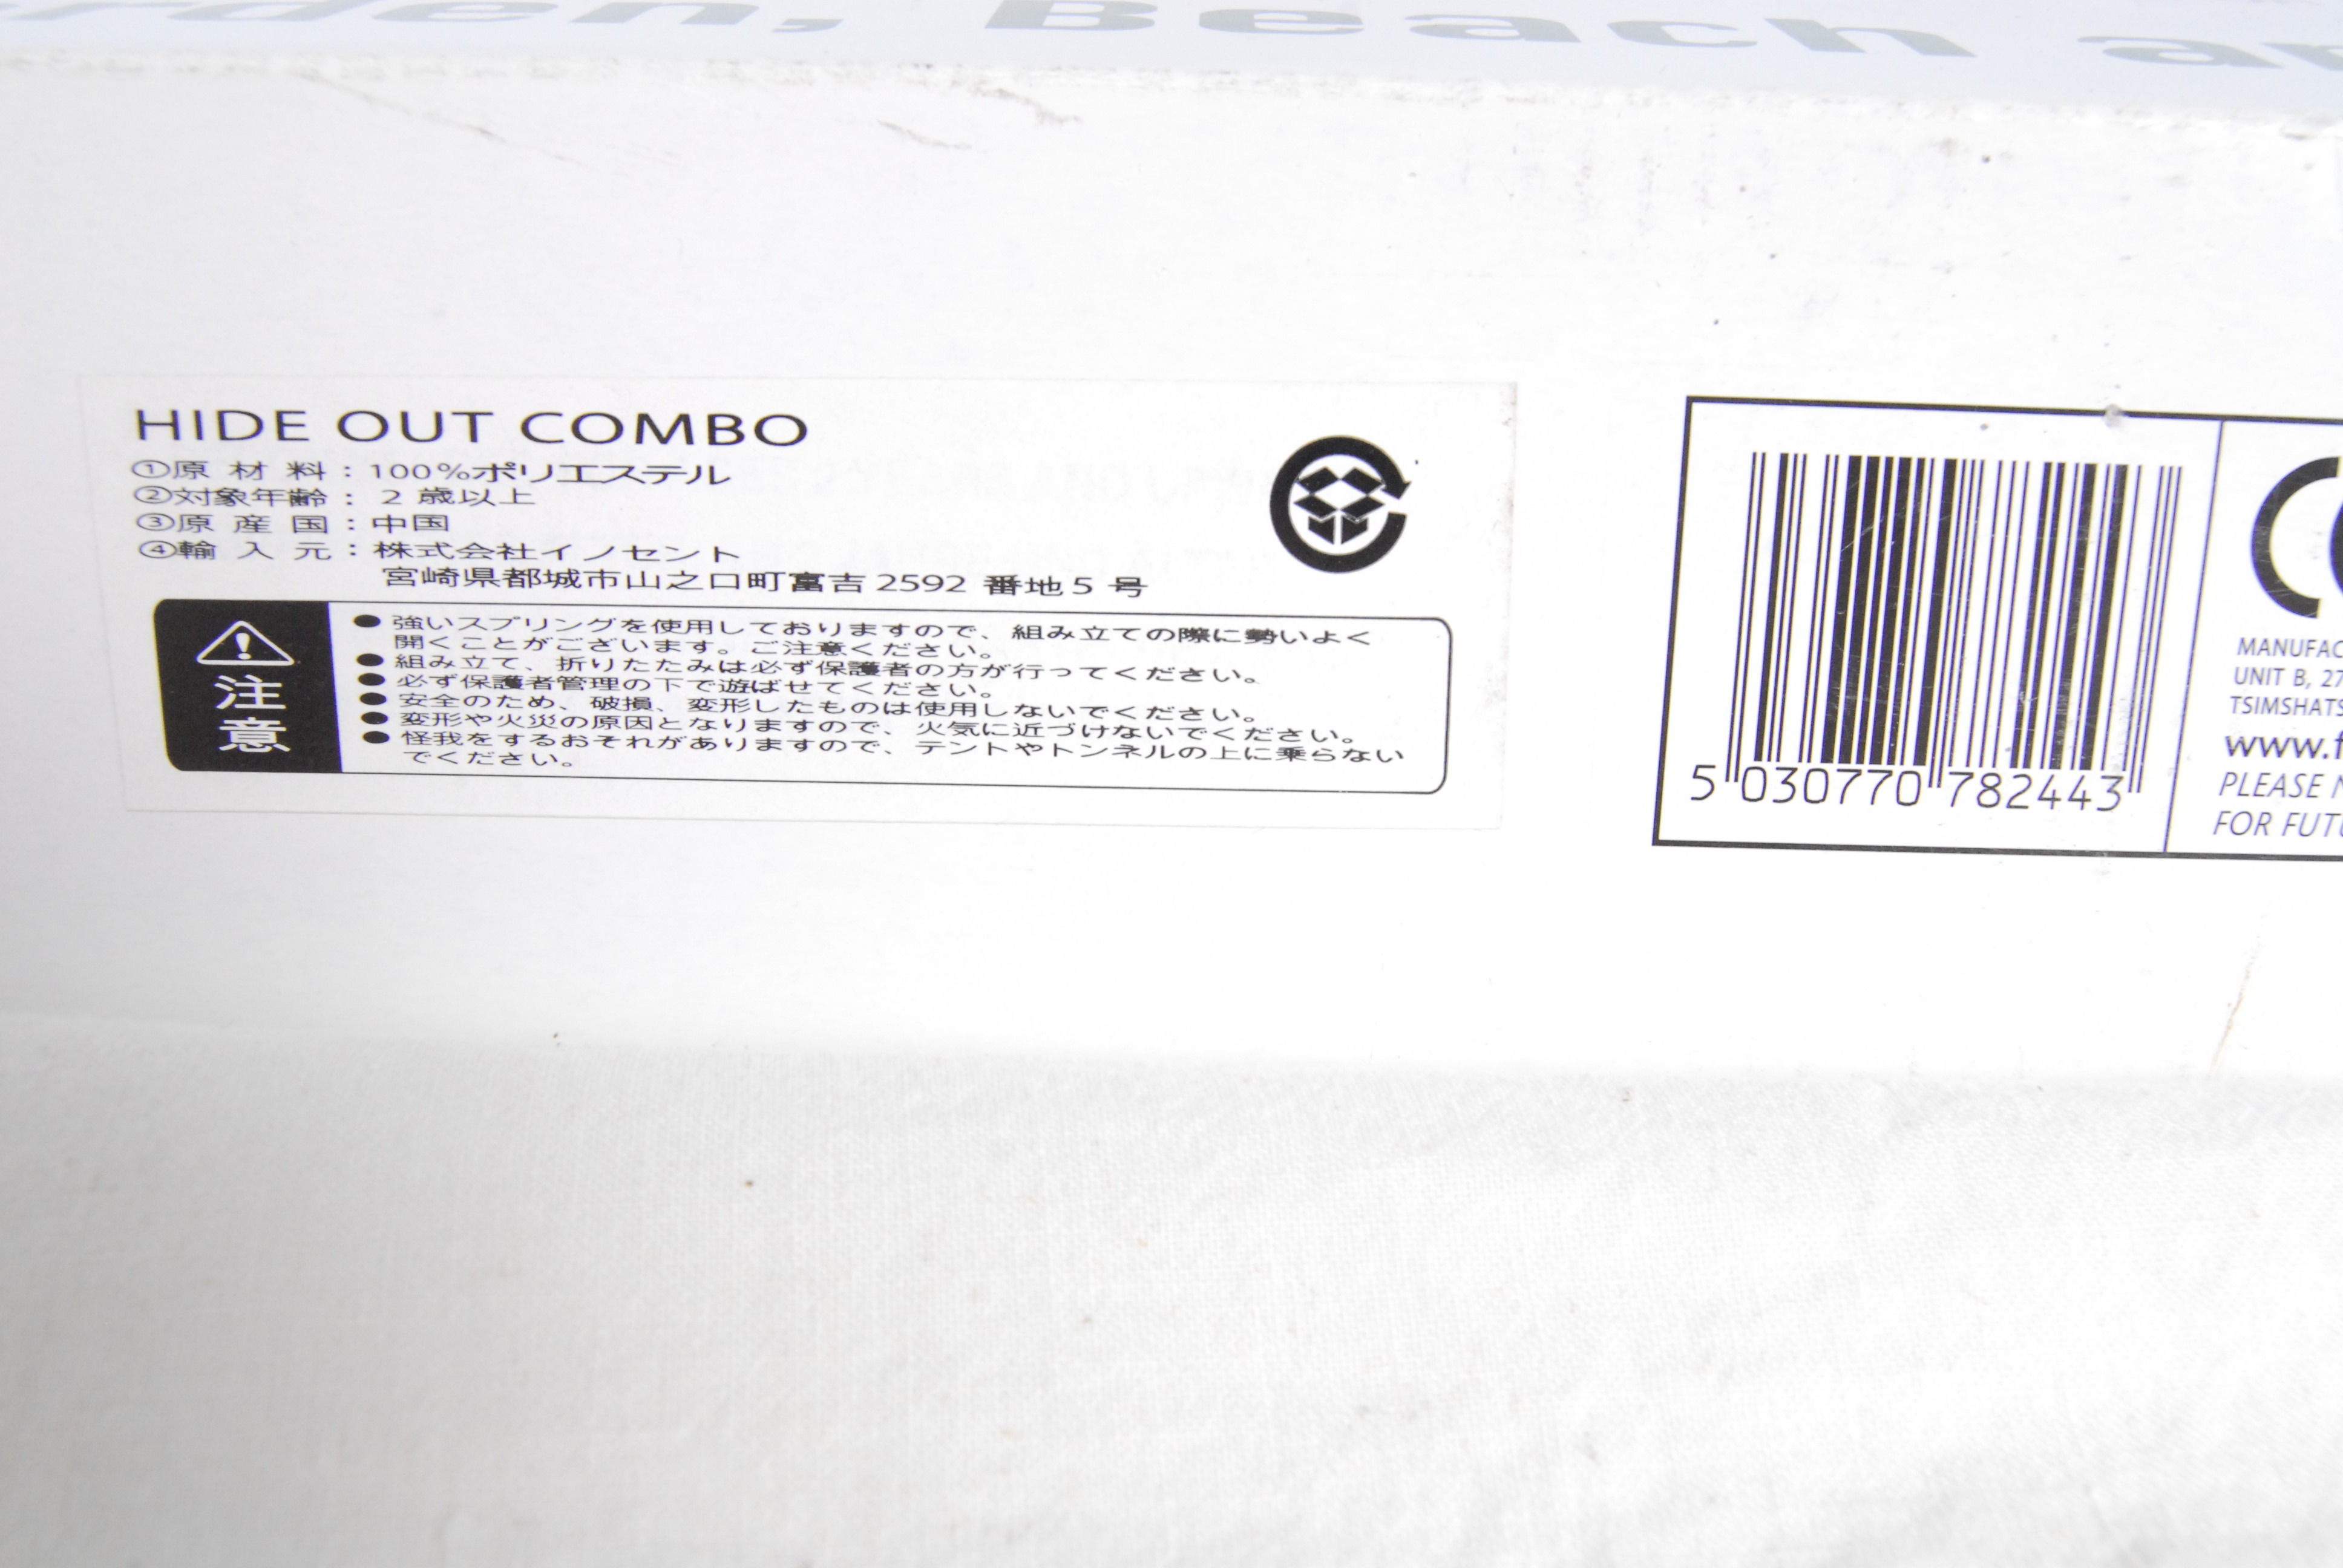 Beach
HIDE OUT COMBO
①原材料：100%ポリエステル
②対象年齢：２歳以上
③原産国：中国
④輸入元：株式会社イノセント
宮崎県都城市山之口町富吉 2592 番地 5 号
注意
●強いスプリングを使用しておりますので、組み立ての際に勢いよく
開くことがございます。ご注意ください。
●組み立て、折りたたみは必ず保護者の方が行ってください。
●必ず保護者管理の下で遊ばせてください。
●安全のため、破損、変形したものは使用しないでください。
●変形や火災の原因となりますので、火気に近づけないでください。
●怪我をするおそれがありますので、テントやトンネルの上に乗らない
でください。
5 030770 782443
UNIT B, 27
www.f
PLEASE
FOR